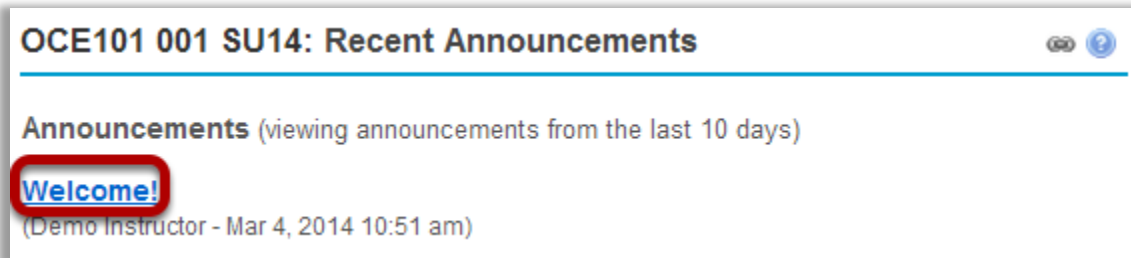 OCE101 001 SU14: Recent Announcements
Announcements (viewing announcements from the last 10 days)
Welcome!
(Demo Instructor - Mar 4, 2014 10:51 am)